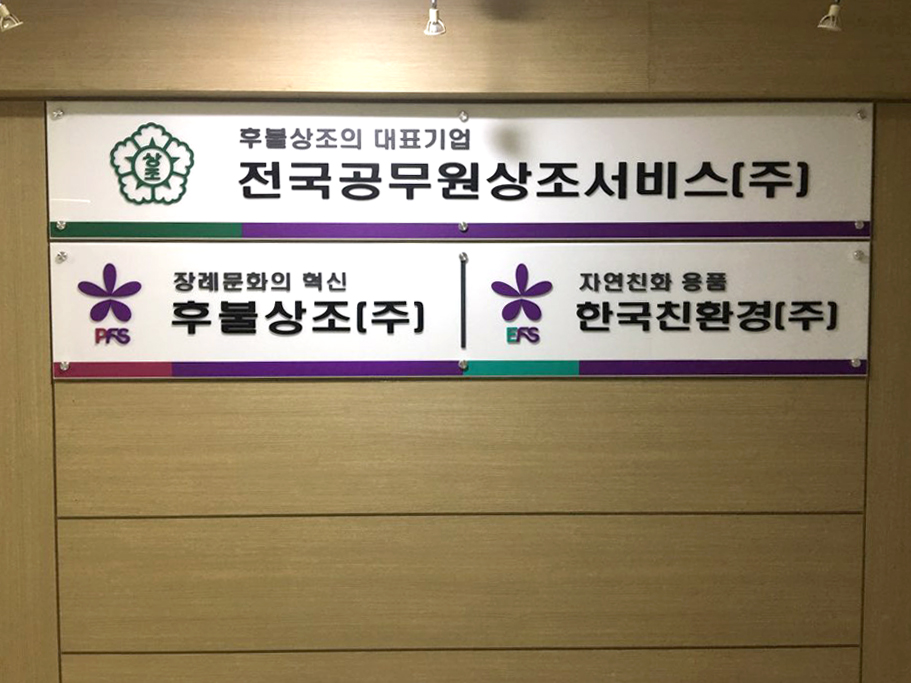 후불상조의 대표기업
상조
전국공무원상조서비스(주)
장례문화의 혁신
후불상조(주)
PFS
자연친화 용품
한국친환경(주)
EFS